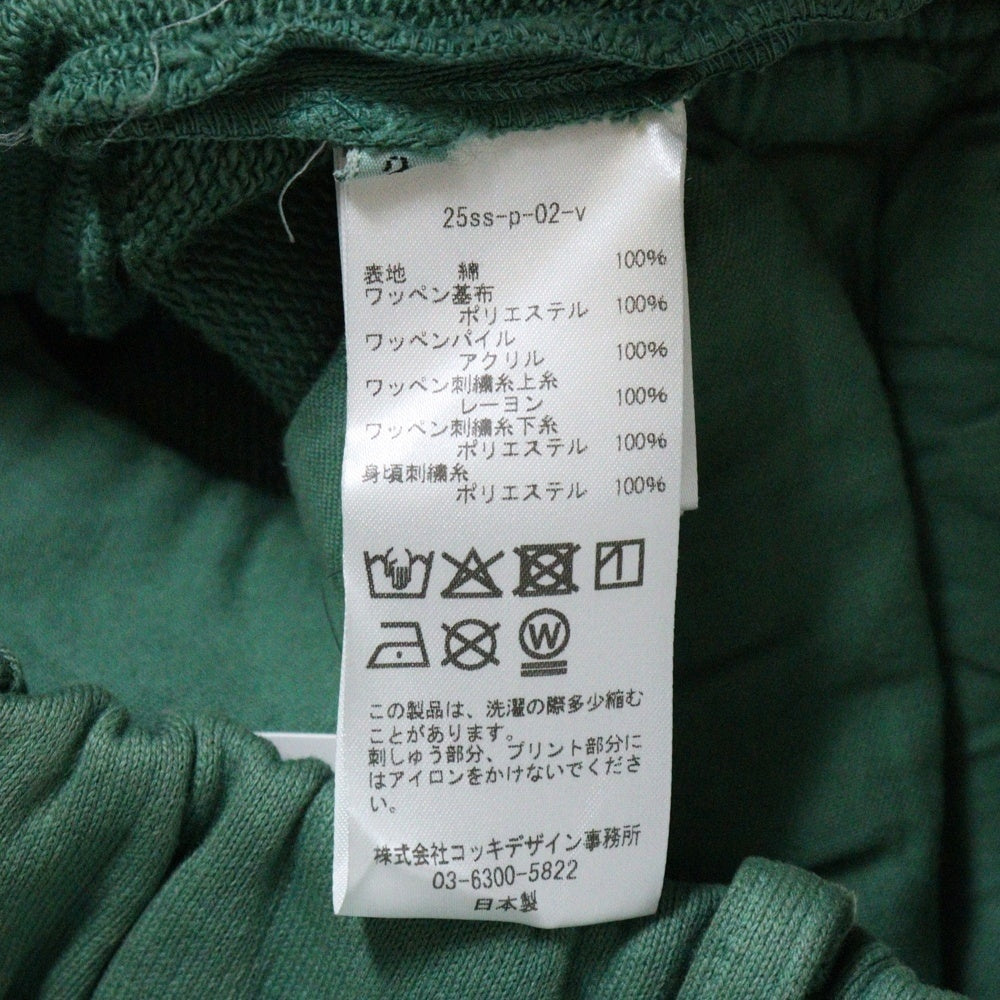 2
25ss-p-02-v
表地 綿 100%
ワッペン基布
ポリエステル 100%
ワッペンパイル
アクリル 100%
ワッペン刺繍糸上糸
レーヨン 100%
ワッペン刺繍糸下糸
ポリエステル 100%
身頃刺繍糸
ポリエステル 100%
W
この製品は、洗濯の際多少縮む
ことがあります。
刺しゅう部分、プリント部分に
はアイロンをかけないでくださ
い。
株式会社コッキデザイン事務所
03-6300-5822
日本製